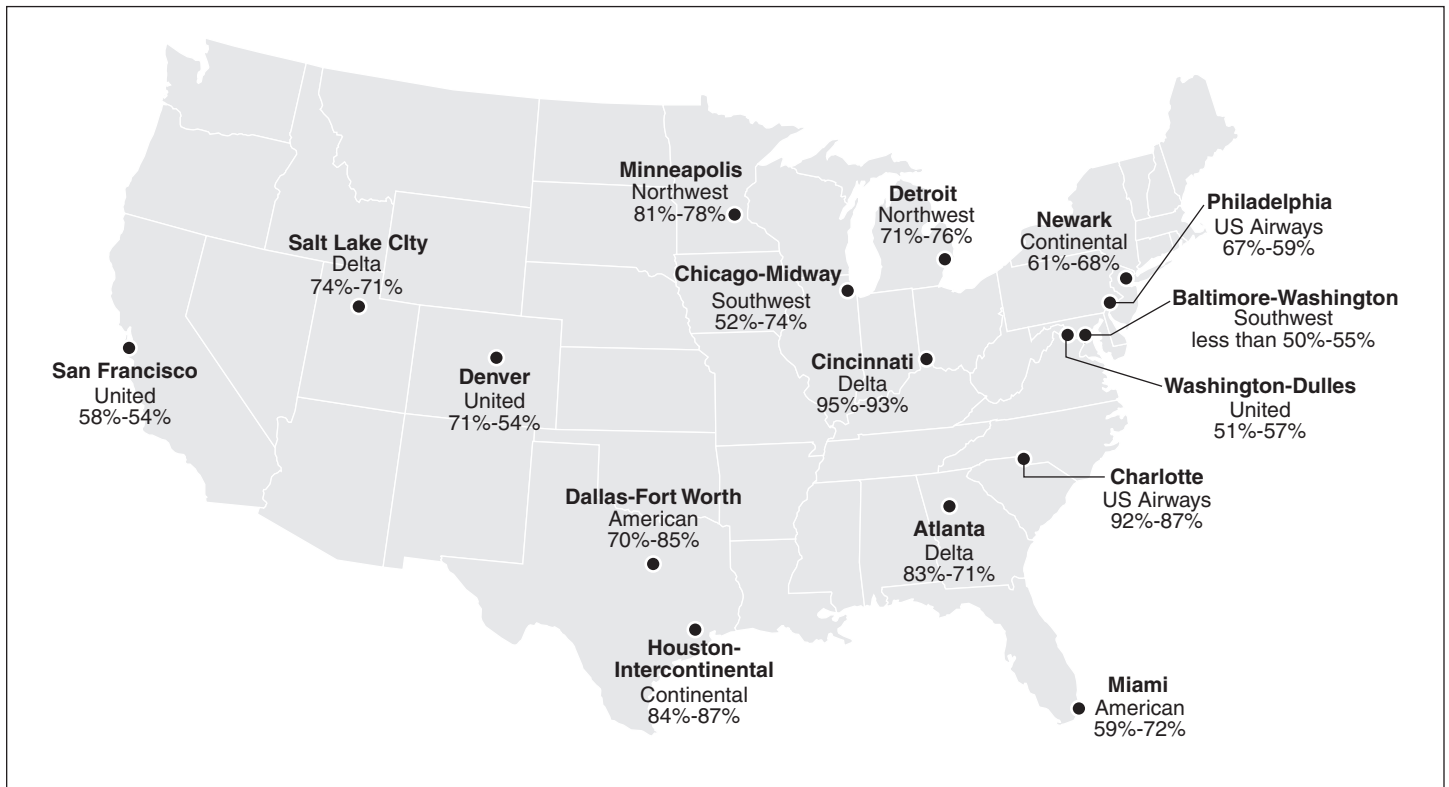 Minneapolis
Northwest
81%-78%
Detroit
Northwest
71%-76%
Newark
Continental
61%-68%
Philadelphia
US Airways
67%-59%
Salt Lake CIty
Delta
74%-71%
Chicago-Midway
Southwest
52%-74%
Baltimore-Washington
Southwest
less than 50%-55%
San Francisco
United
58%-54%
Denver
United
71%-54%
Cincinnati
Delta
95%-93%
Washington-Dulles
United
51%-57%
Charlotte
US Airways
92%-87%
Dallas-Fort Worth
American
70%-85%
Atlanta
Delta
83%-71%
Houston-
Intercontinental
Continental
84%-87%
Miami
American
59%-72%